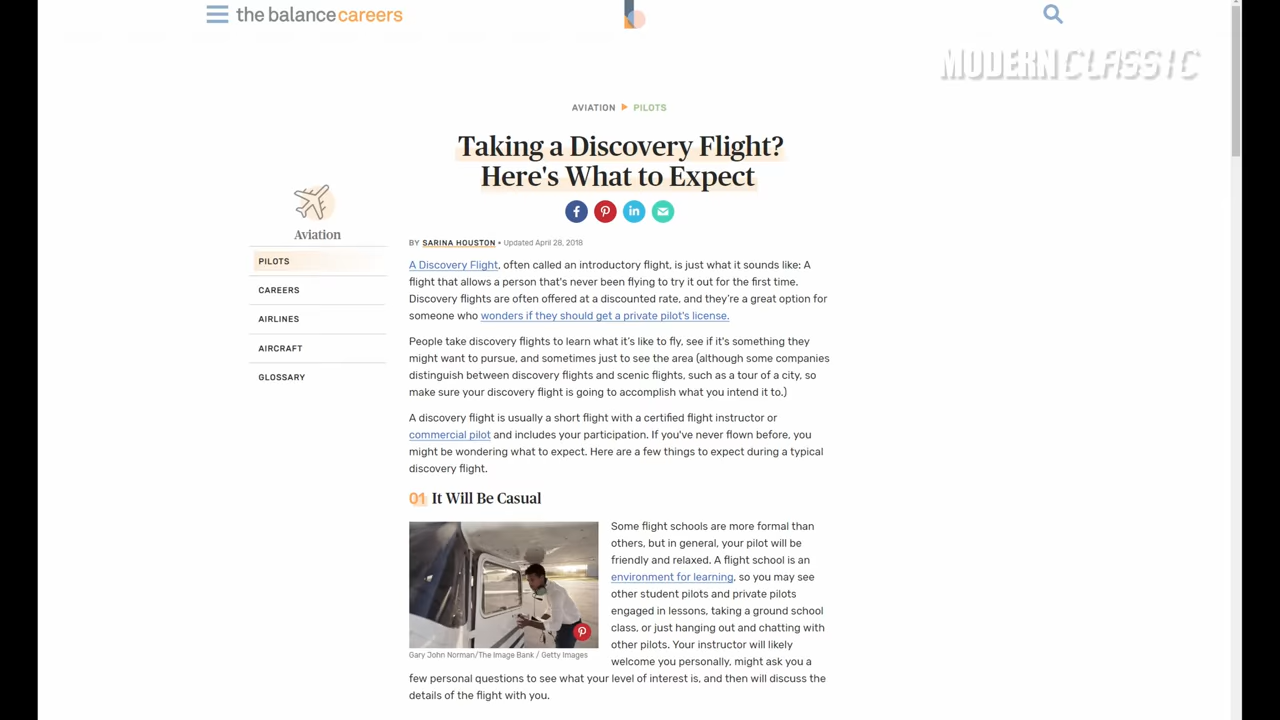 the balancecareers
MODERN CLASSIC
AVIATION PILOTS
Taking a Discovery Flight?
Here's What to Expect
Aviation
PILOTS
CAREERS
AIRLINES
AIRCRAFT
GLOSSARY
BY SARINA HOUSTON • Updated April 28, 2018
A Discovery Flight, often called an introductory flight, is just what it sounds like: A
flight that allows a person that's never been flying to try it out for the first time.
Discovery flights are often offered at a discounted rate, and they're a great option for
someone who wonders if they should get a private pilot's license.
People take discovery flights to learn what it's like to fly, see if it's something they
might want to pursue, and sometimes just to see the area (although some companies
distinguish between discovery flights and scenic flights, such as a tour of a city, so
make sure your discovery flight is going to accomplish what you intend it to.)
A discovery flight is usually a short flight with a certified flight instructor or
commercial pilot and includes your participation. If you've never flown before, you
might be wondering what to expect. Here are a few things to expect during a typical
discovery flight.
01 It Will Be Casual
Gary John Norman/The Image Bank / Getty Images
Some flight schools are more formal than
others, but in general, your pilot will be
friendly and relaxed. A flight school is an
environment for learning, so you may see
other student pilots and private pilots
engaged in lessons, taking a ground school
class, or just hanging out and chatting with
other pilots. Your instructor will likely
welcome you personally, might ask you a
few personal questions to see what your level of interest is, and then will discuss the
details of the flight with you.